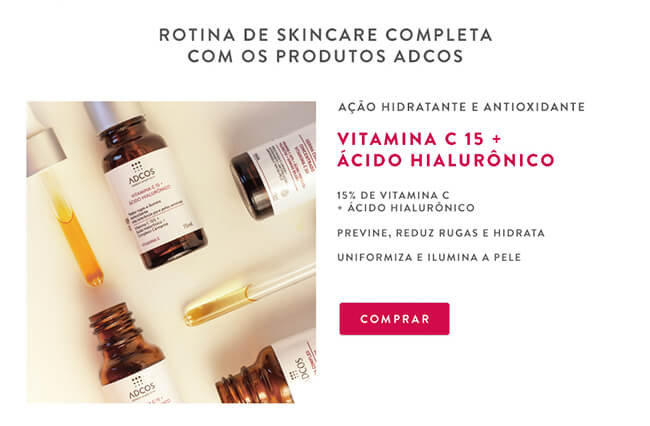 ROTINA DE SKINCARE COMPLETA
COM OS PRODUTOS ADCOS
AÇÃO HIDRATANTE E ANTIOXIDANTE
VITAMINA C 15 +
ÁCIDO HIALURÔNICO
15% DE VITAMINA C
+ ÁCIDO HIALURÔNICO
PREVINE, REDUZ RUGAS E HIDRATA
UNIFORMIZA E ILUMINA A PELE
COMPRAR
ADCOS
VITAMINA C 15 +
ÁCIDO HIALURÔNICO
15ml
ADCOS